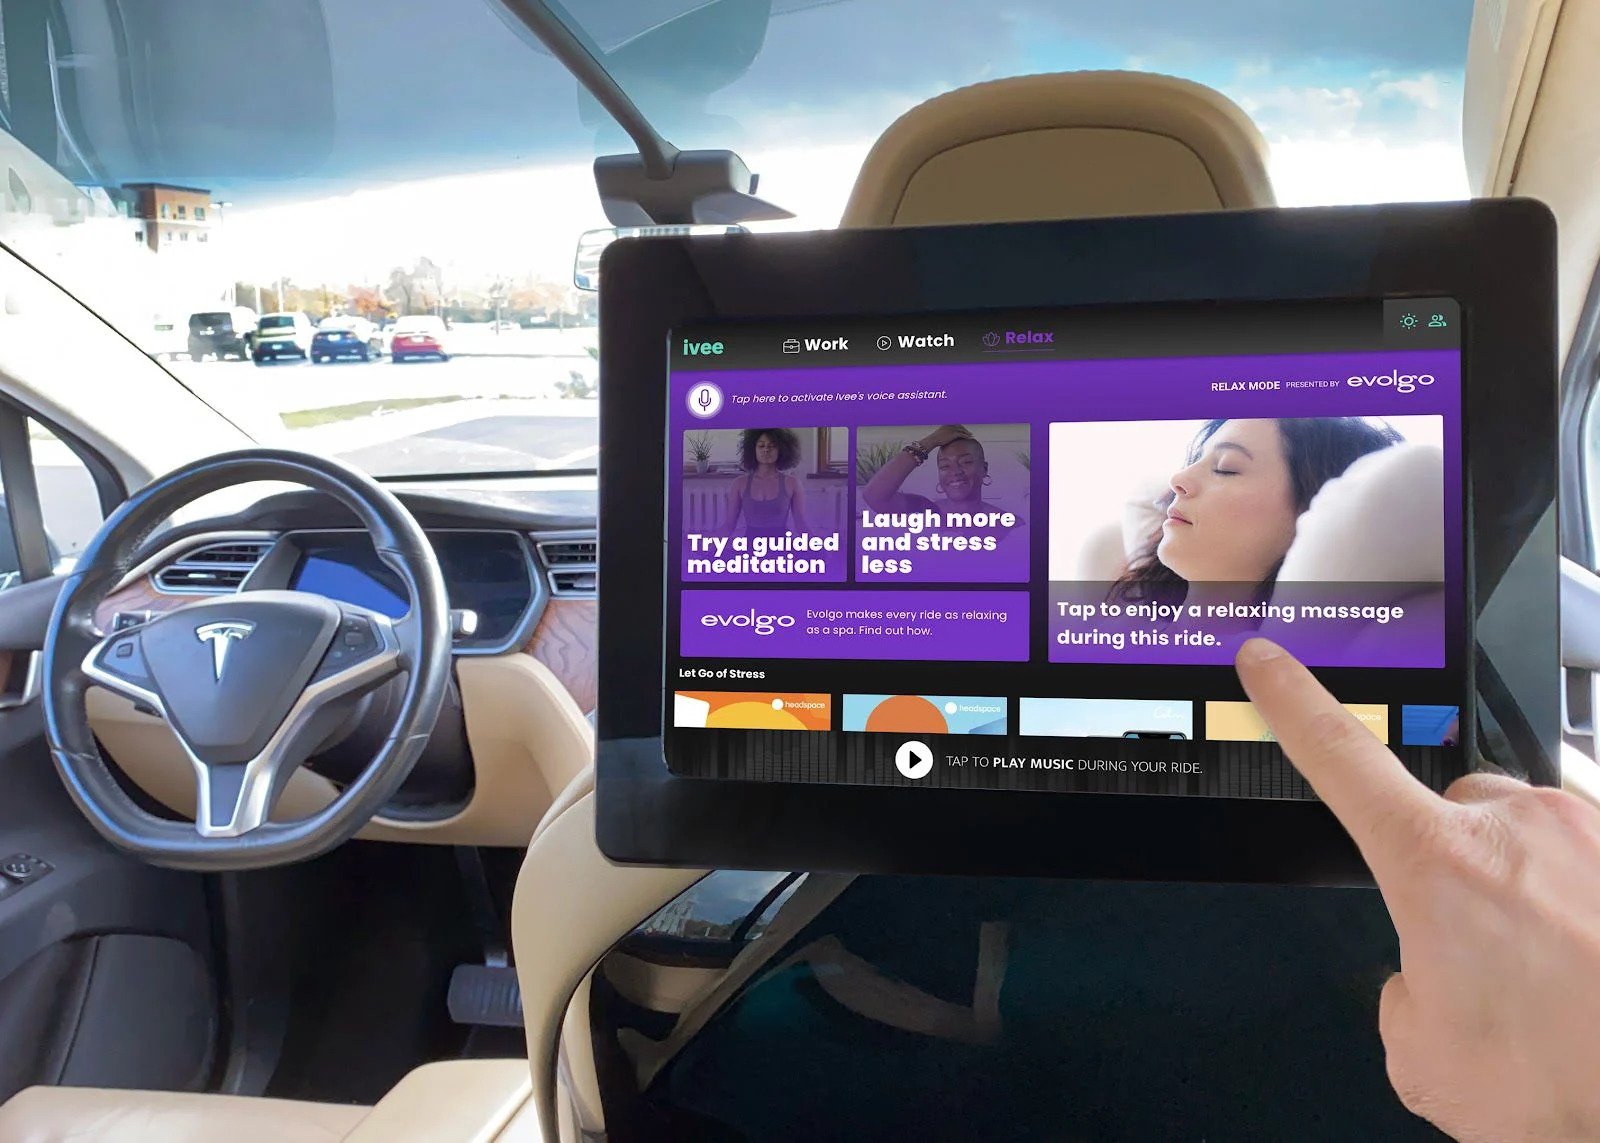 ivee
Work
Watch
Relax
Tap here to activate Ivee's voice assistant.
RELAX MODE PRESENTED BY evolgo
Try a guided
meditation
Laugh more
and stress
less
Tap to enjoy a relaxing massage
during this ride.
evolgo
Evolgo makes every ride as relaxing
as a spa. Find out how.
Let Go of Stress
headspace
headspace
Calm
TAP TO PLAY MUSIC DURING YOUR RIDE.